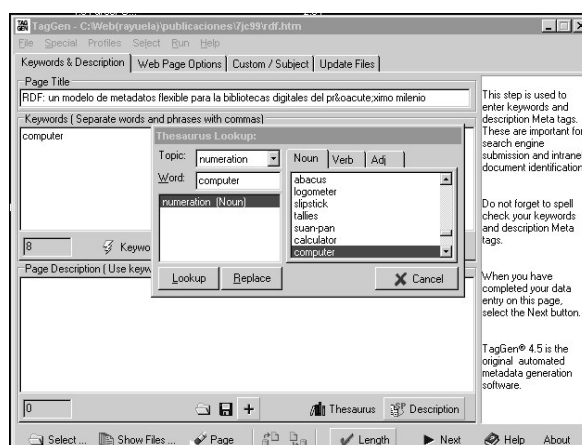 TagGen - C:\Web(rayuela)\publicaciones\7jc99\rdf.htm
File Special Profiles Select Run Help
Keywords & Description Web Page Options Custom / Subject Update Files
Page Title
RDF: un modelo de metadatos flexible para la bibliotecas digitales del pr&oacute;ximo milenio
Keywords ( Separate words and phrases with commas)
computer
Thesaurus Lookup:
Topic: numeration
Word: computer
numeration (Noun)
Noun Verb Adj
abacus
logometer
slipstick
tallies
suan-pan
calculator
computer
Lookup Replace Cancel
8 Keywo
Page Description ( Use keyw
0 Thesaurus Description
This step is used to
enter keywords and
description Meta tags.
These are important for
search engine
submission and intranet
document identification
Do not forget to spell
check your keywords
and description Meta
tags.
When you have
completed your data
entry on this page,
select the Next button.
TagGen® 4.5 is the
original automated
metadata generation
software.
Select ... Show Files ... Page Length Next Help About